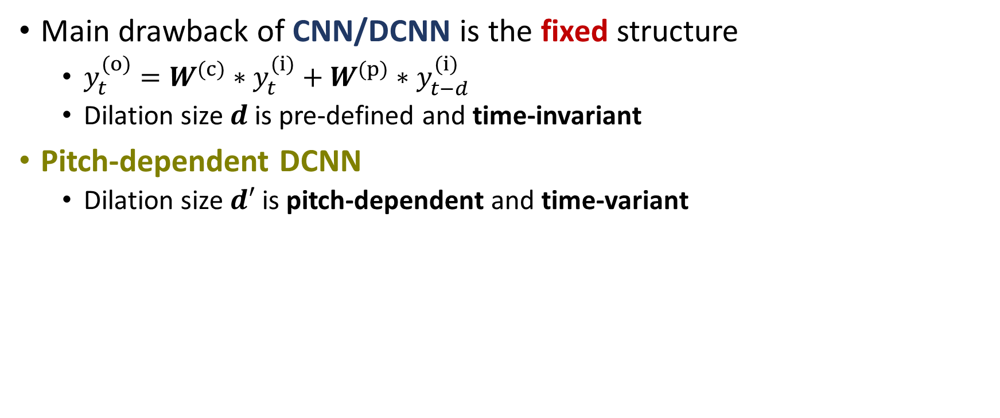 • Main drawback of CNN/DCNN is the fixed structure
• $y_t^{(\mathrm{o})} = \boldsymbol{W}^{(\mathrm{c})} * y_t^{(\mathrm{i})} + \boldsymbol{W}^{(\mathrm{p})} * y_{t-d}^{(\mathrm{i})}$
• Dilation size d is pre-defined and time-invariant
• Pitch-dependent DCNN
• Dilation size d′ is pitch-dependent and time-variant